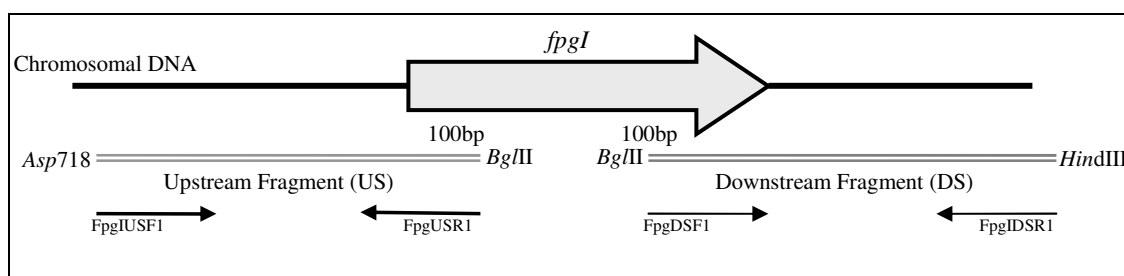 fpgI
Chromosomal DNA
100bp 100bp
Asp718 BglII BglII HindIII
Upstream Fragment (US) Downstream Fragment (DS)
FpgIUSF1 FpgUSR1 FpgDSF1 FpgIDSR1